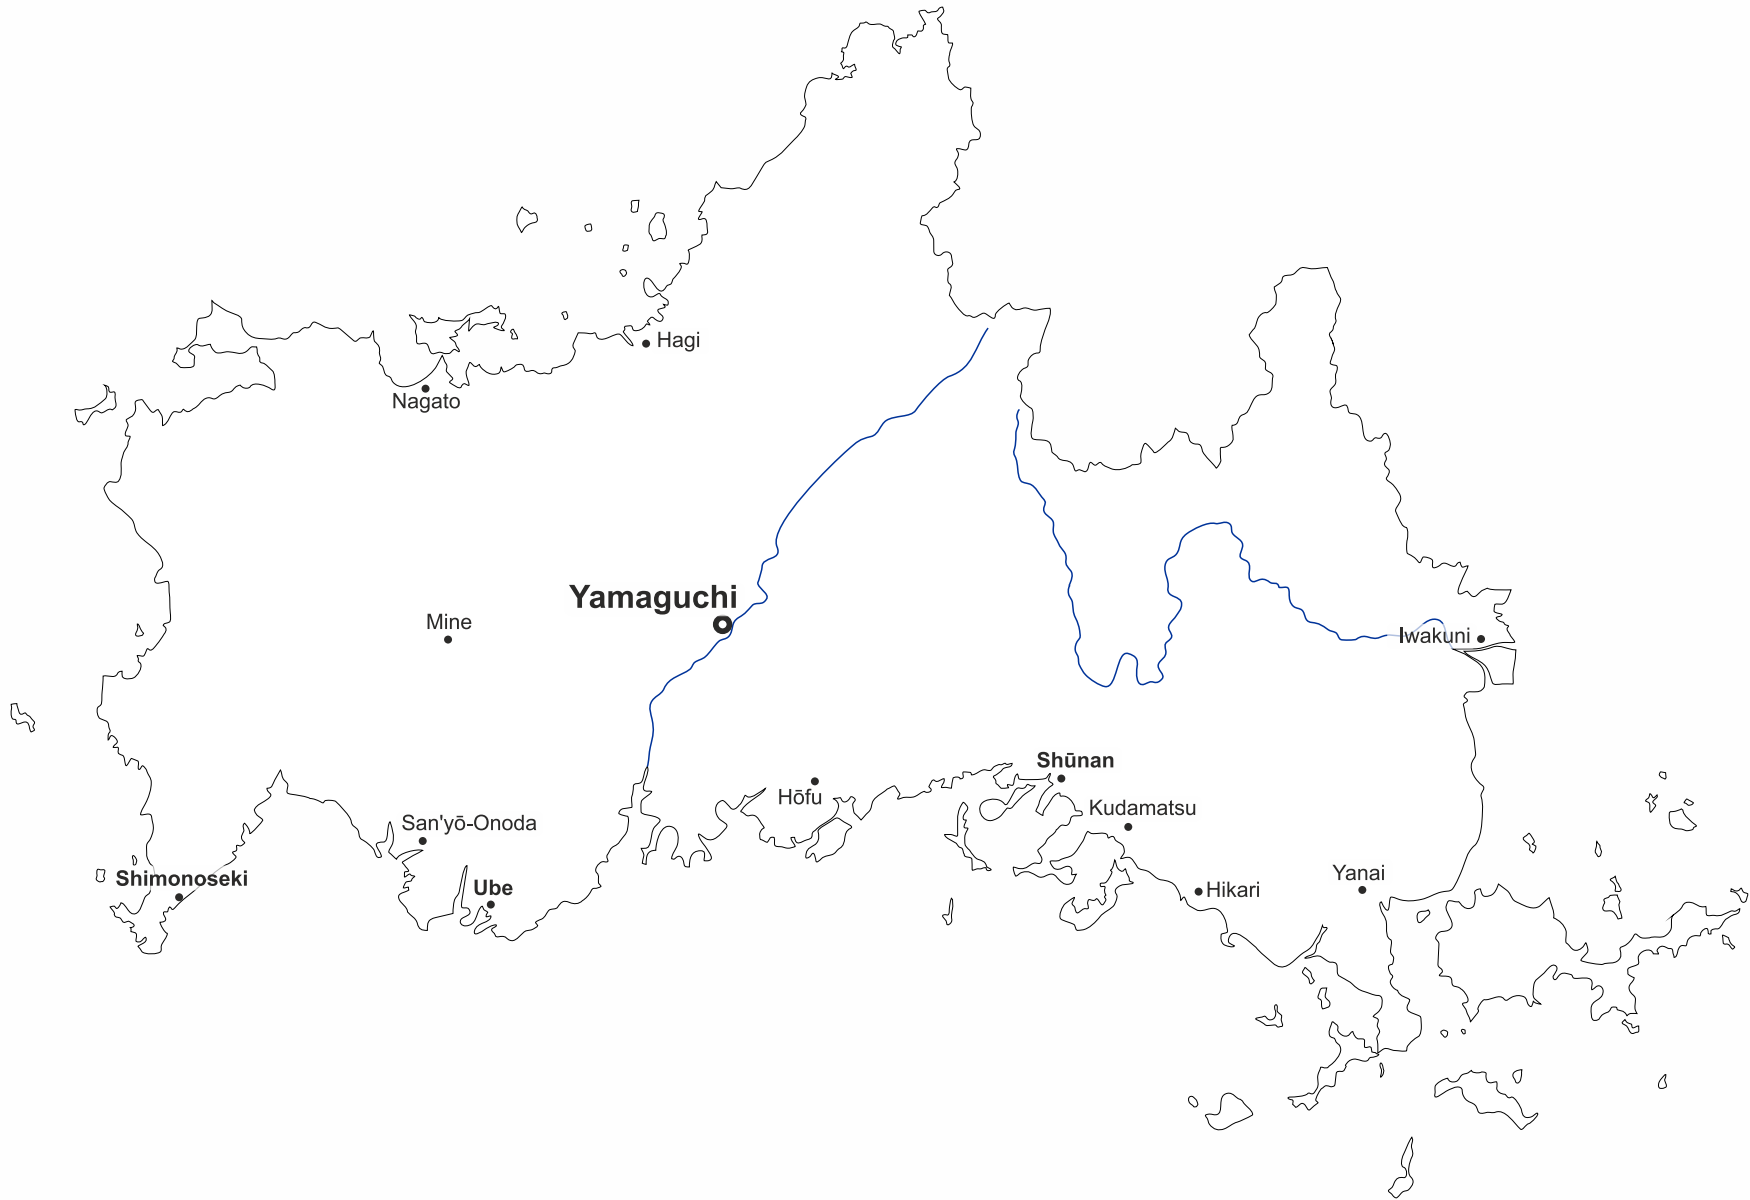 Hagi
Nagato
Yamaguchi
Mine
Iwakuni
Shūnan
Hōfu
Kudamatsu
San'yō-Onoda
Shimonoseki
Ube
Yanai
Hikari